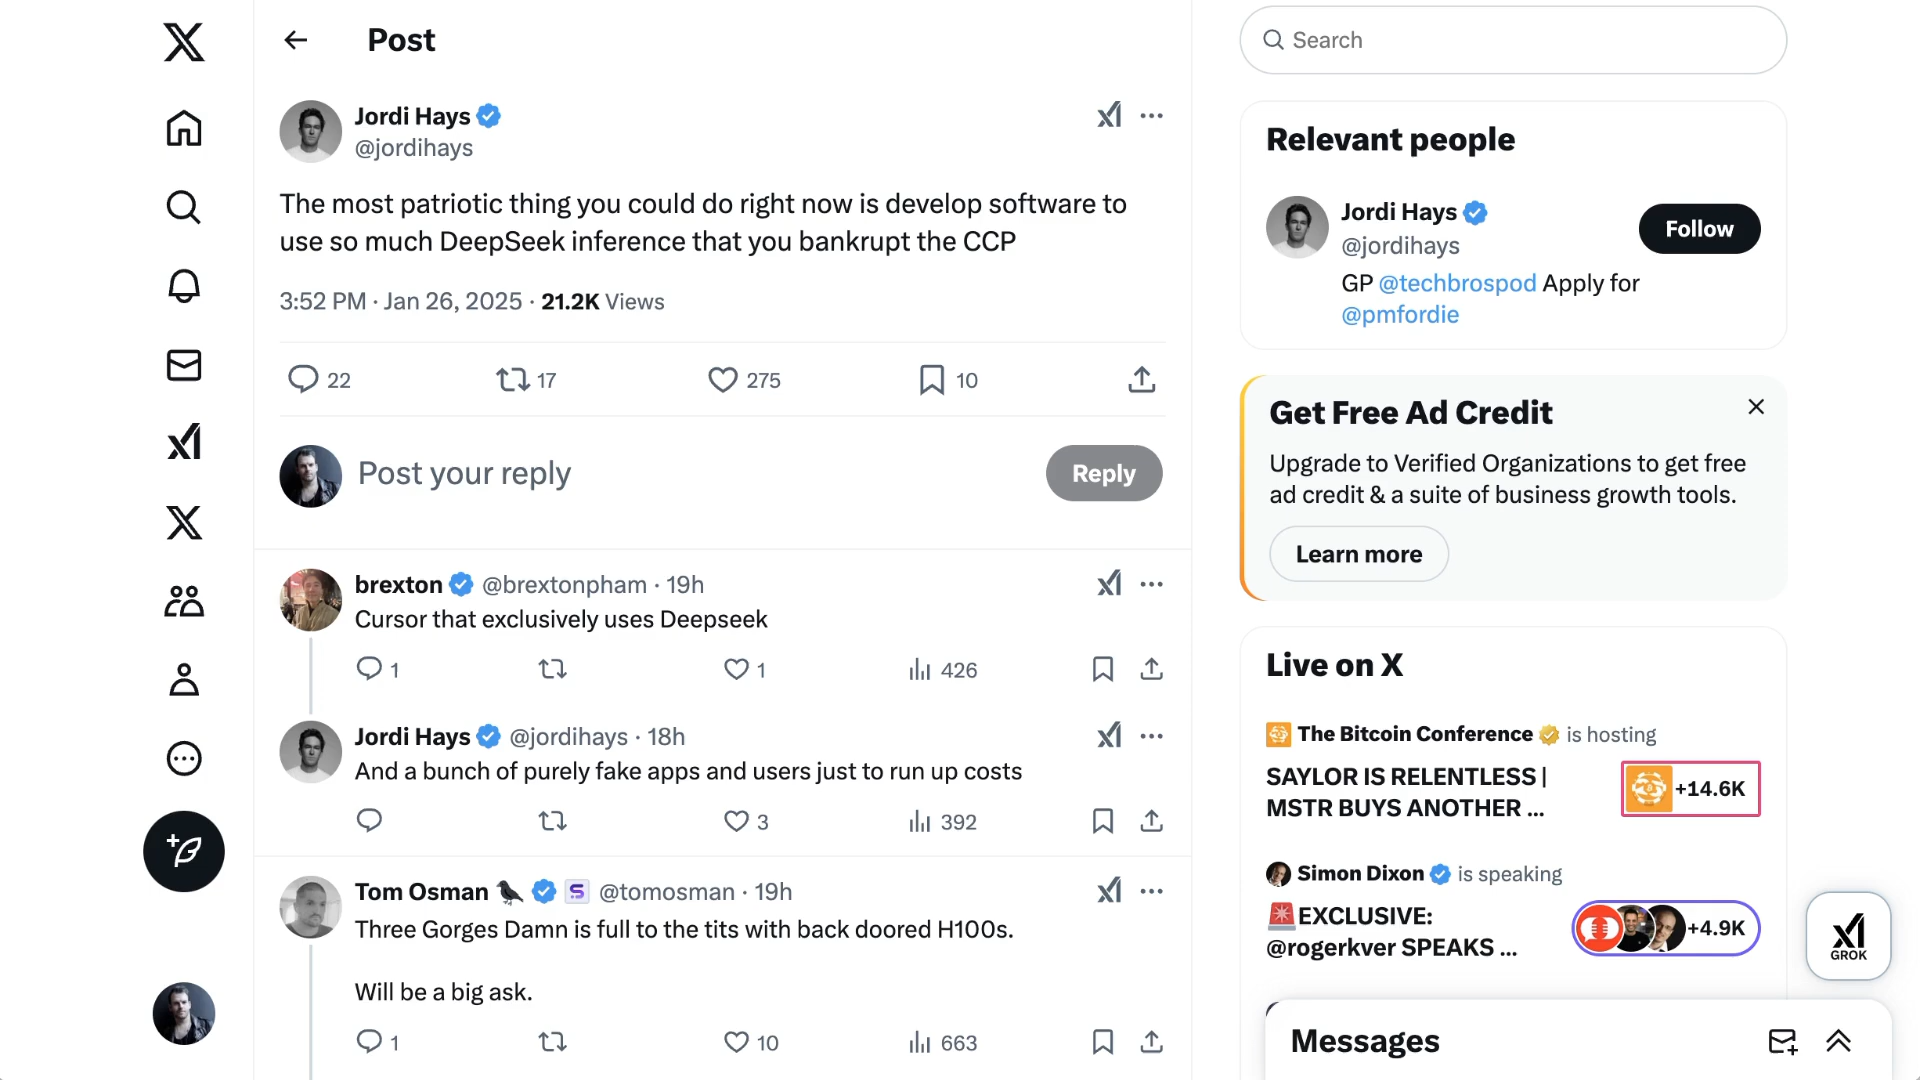 Post
Jordi Hays
@jordihays
The most patriotic thing you could do right now is develop software to
use so much DeepSeek inference that you bankrupt the CCP
3:52 PM · Jan 26, 2025 · 21.2K Views
22 17 275 10
Post your reply
Reply
brexton @brextonpham · 19h
Cursor that exclusively uses Deepseek
1 1 426
Jordi Hays @jordihays · 18h
And a bunch of purely fake apps and users just to run up costs
3 392
Tom Osman @tomosman · 19h
Three Gorges Damn is full to the tits with back doored H100s.
Will be a big ask.
1 10 663
Search
Relevant people
Jordi Hays
@jordihays
Follow
GP @techbrospod Apply for
@pmfordie
Get Free Ad Credit
Upgrade to Verified Organizations to get free
ad credit & a suite of business growth tools.
Learn more
Live on X
The Bitcoin Conference is hosting
SAYLOR IS RELENTLESS |
MSTR BUYS ANOTHER ...
+14.6K
Simon Dixon is speaking
🚨EXCLUSIVE:
@rogerkver SPEAKS ...
+4.9K
GROK
Messages